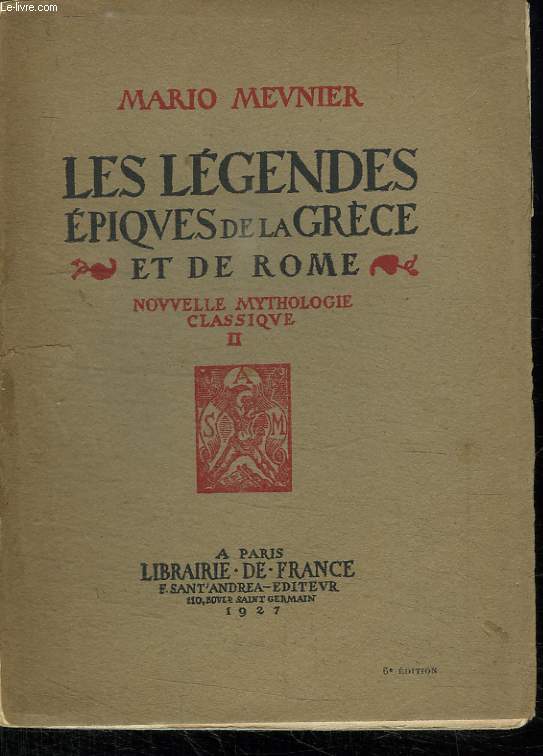 Le-livre.com
MARIO MEVNIER
LES LÉGENDES
ÉPIQVES DE LA GRÈCE
ET DE ROME
NOVVELLE MYTHOLOGIE
CLASSIQVE
II
A
S M
A PARIS
LIBRAIRIE·DE·FRANCE
F. SANT'ANDREA—EDITEVR
110, BOVLD SAINT GERMAIN
1927
6e ÉDITION